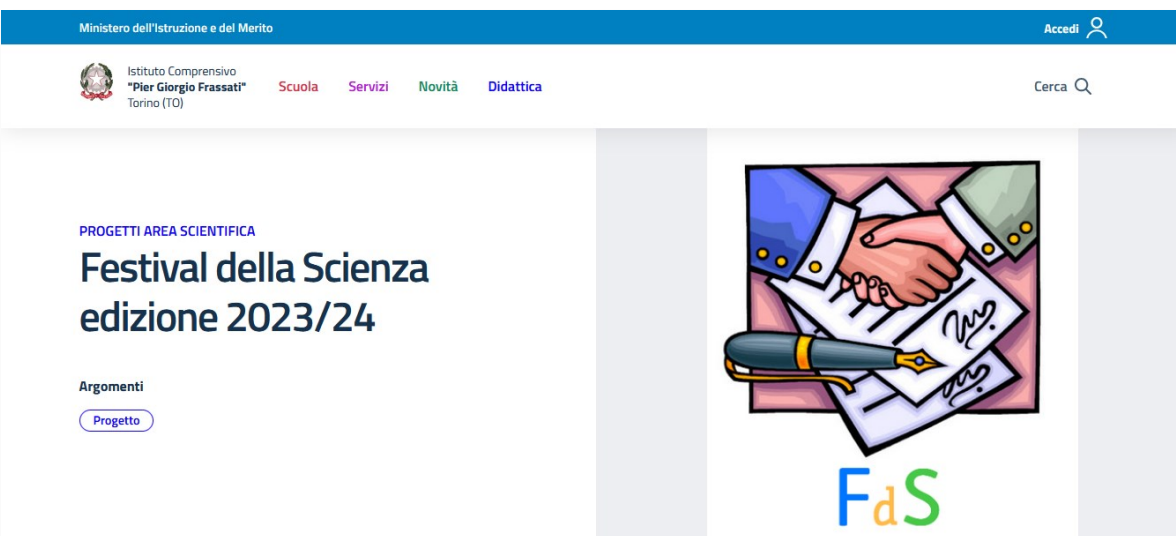 Ministero dell'Istruzione e del Merito
Accedi
Istituto Comprensivo
"Pier Giorgio Frassati"
Torino (TO)
Scuola
Servizi
Novità
Didattica
Cerca
PROGETTI AREA SCIENTIFICA
Festival della Scienza
edizione 2023/24
Argomenti
Progetto
FdS